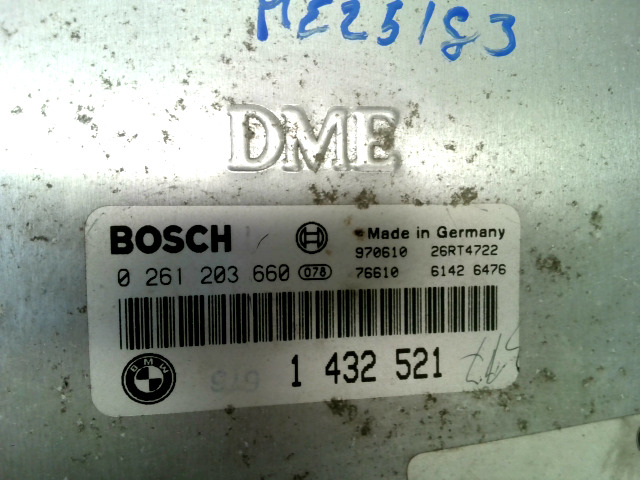 ME25183
DME
BOSCH Made in Germany
970610 26RT4722
0 261 203 660 078 76610 6142 6476
BMW 1 432 521